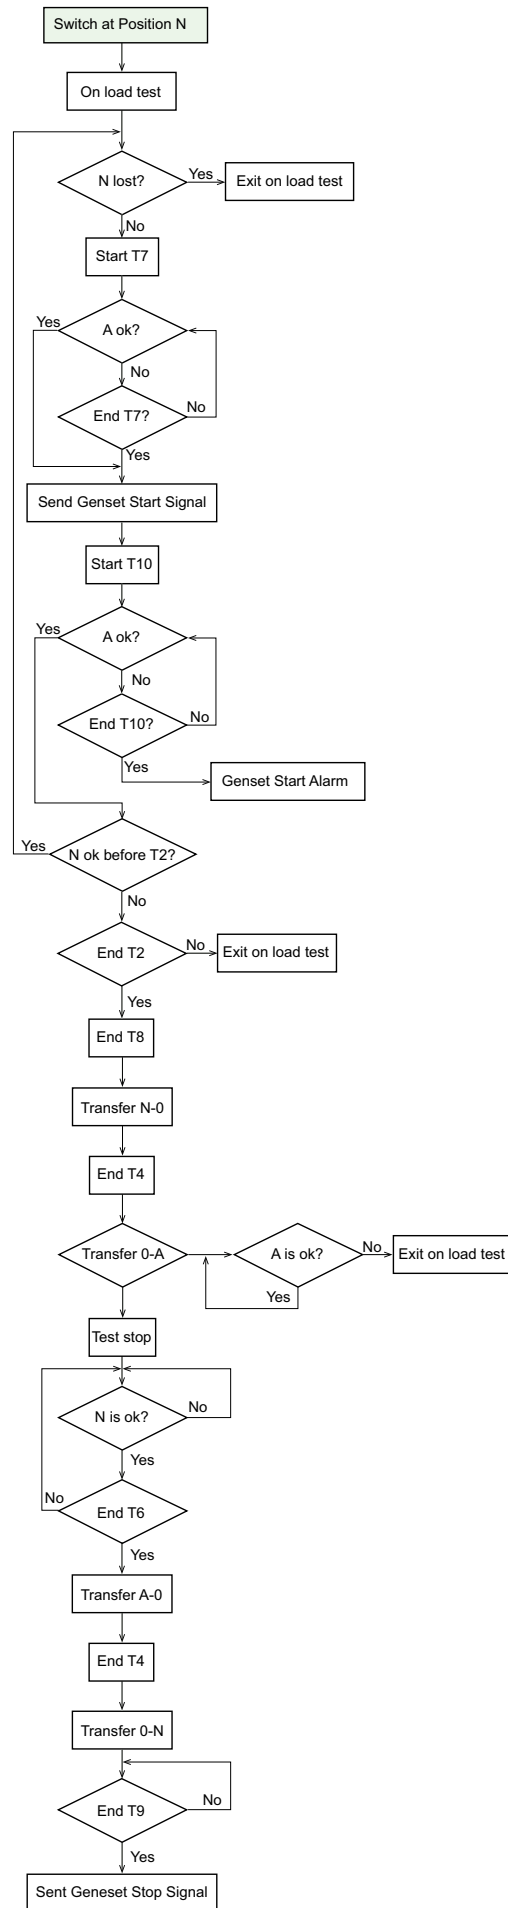 Switch at Position N
On load test
N lost?
Yes
Exit on load test
No
Start T7
Yes
A ok?
No
End T7?
No
Yes
Send Genset Start Signal
Start T10
Yes
A ok?
No
End T10?
No
Yes
Genset Start Alarm
Yes
N ok before T2?
No
End T2
No
Exit on load test
Yes
End T8
Transfer N-0
End T4
Transfer 0-A
A is ok?
No
Exit on load test
Yes
Test stop
N is ok?
No
Yes
No
End T6
Yes
Transfer A-0
End T4
Transfer 0-N
End T9
No
Yes
Sent Geneset Stop Signal